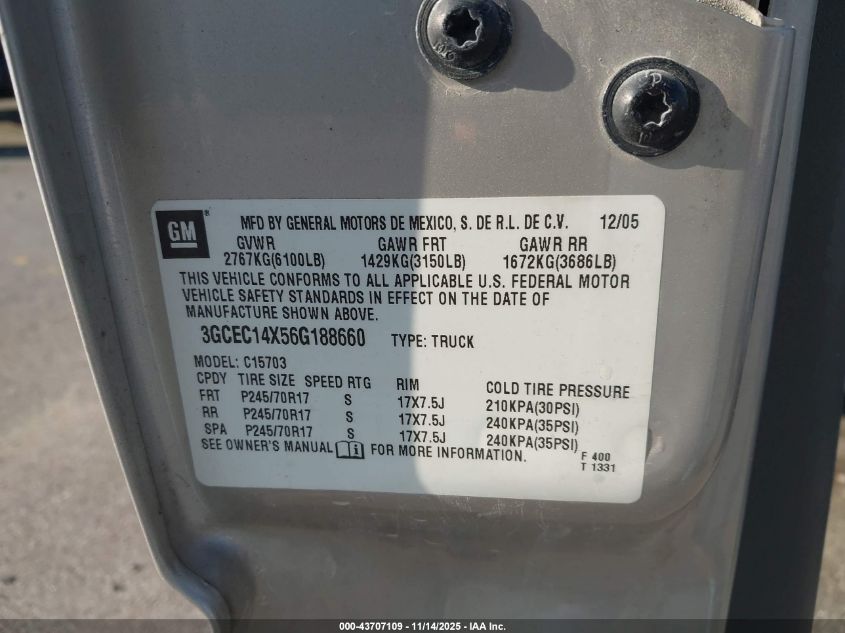 GM ® MFD BY GENERAL MOTORS DE MEXICO, S. DE R.L. DE C.V. 12/05
GVWR GAWR FRT GAWR RR
2767KG(6100LB) 1429KG(3150LB) 1672KG(3686LB)
THIS VEHICLE CONFORMS TO ALL APPLICABLE U.S. FEDERAL MOTOR
VEHICLE SAFETY STANDARDS IN EFFECT ON THE DATE OF
MANUFACTURE SHOWN ABOVE.
3GCEC14X56G188660 TYPE: TRUCK
MODEL: C15703
CPDY TIRE SIZE SPEED RTG RIM COLD TIRE PRESSURE
FRT P245/70R17 S 17X7.5J 210KPA(30PSI)
RR P245/70R17 S 17X7.5J 240KPA(35PSI)
SPA P245/70R17 S 17X7.5J 240KPA(35PSI)
SEE OWNER'S MANUAL i FOR MORE INFORMATION.
F 400
T 1331
000-43707109 - 11/14/2025 - IAA Inc.